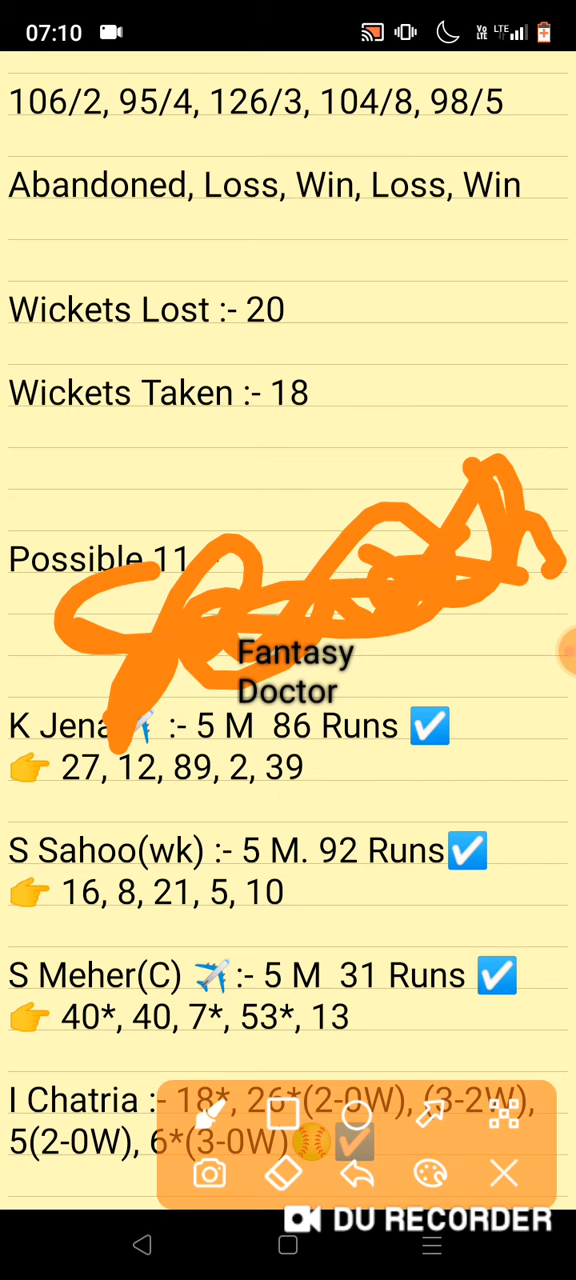 07:10
Vo LTE LTE
106/2, 95/4, 126/3, 104/8, 98/5
Abandoned, Loss, Win, Loss, Win
Wickets Lost :- 20
Wickets Taken :- 18
Possible 11
Fantasy
Doctor
K Jena✈️ :- 5 M 86 Runs ☑️
👉 27, 12, 89, 2, 39
S Sahoo(wk) :- 5 M. 92 Runs☑️
👉 16, 8, 21, 5, 10
S Meher(C) ✈️:- 5 M 31 Runs ☑️
👉 40*, 40, 7*, 53*, 13
I Chatria :- 18*, 26*(2-0W), (3-2W),
5(2-0W), 6*(3-0W)⚾☑️
DU RECORDER